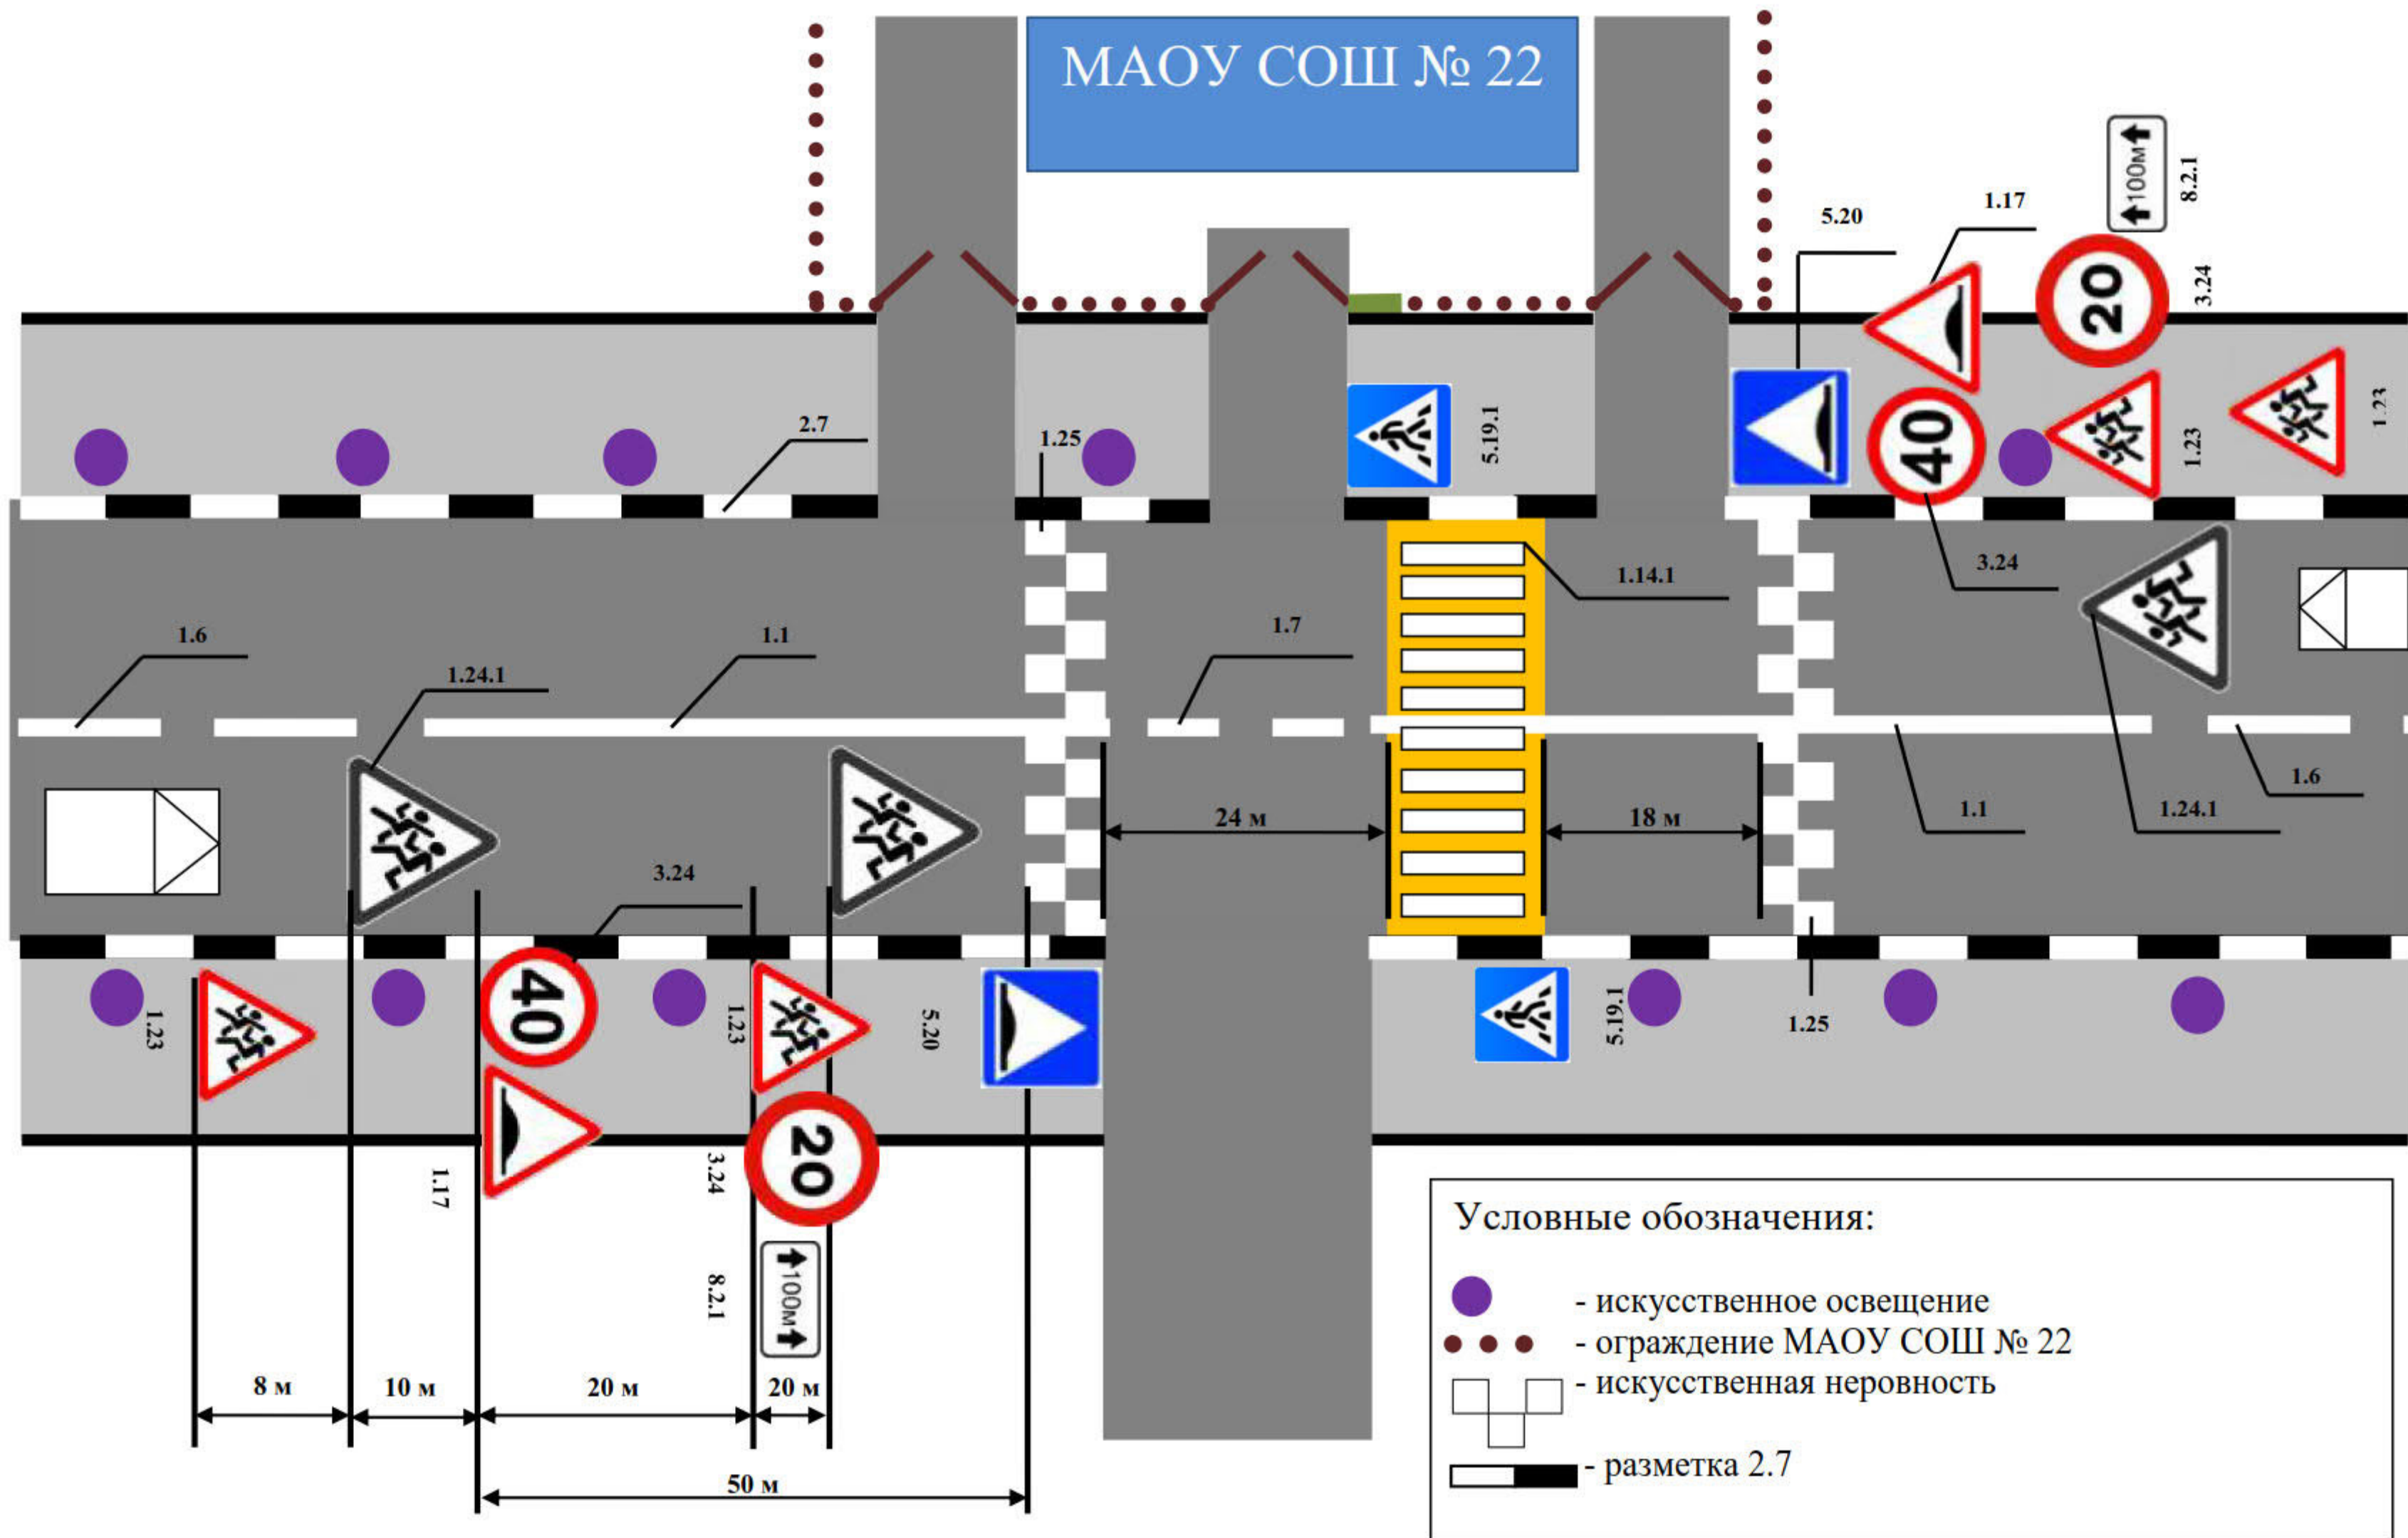 МАОУ СОШ № 22
100м
8.2.1
5.20
1.17
20
3.24
2.7
1.25
5.19.1
40
1.23
1.23
1.6
1.24.1
1.1
1.7
1.14.1
3.24
24 м
18 м
1.6
1.1
1.24.1
3.24
1.23
40
1.23
5.20
5.19.1
1.25
1.17
3.24
20
8.2.1
100м
8 м
10 м
20 м
20 м
50 м
Условные обозначения:
- искусственное освещение
- ограждение МАОУ СОШ № 22
- искусственная неровность
- разметка 2.7